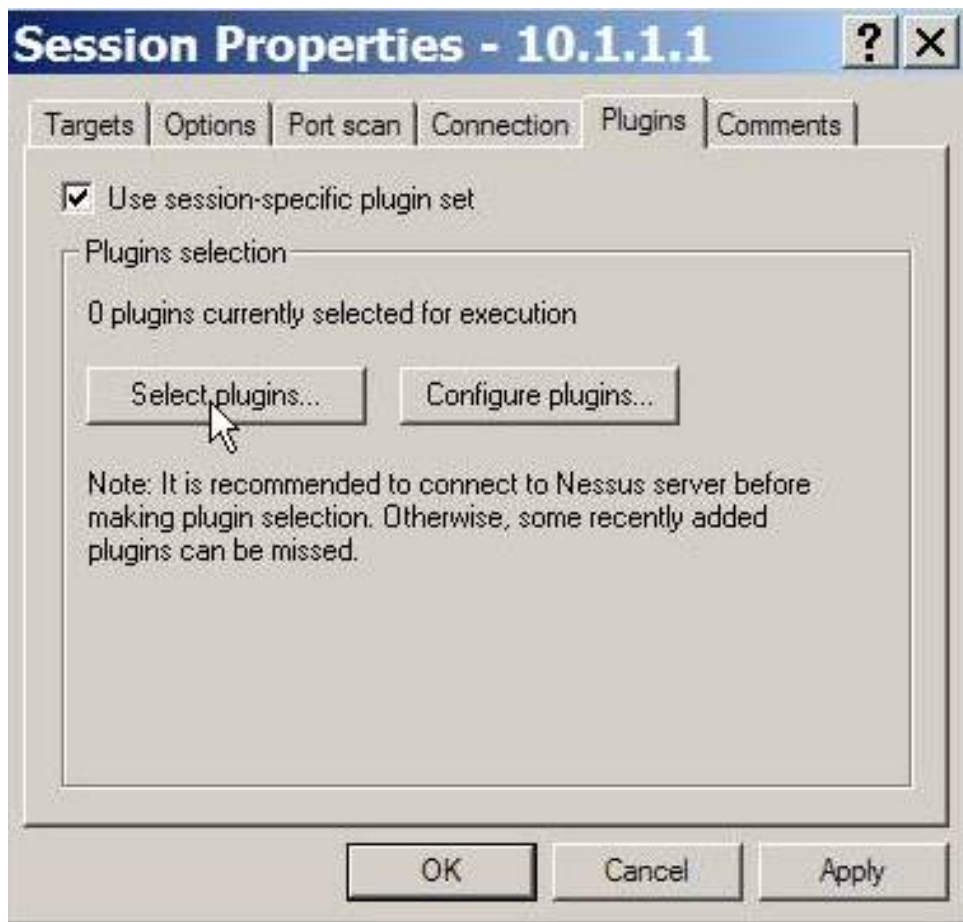 Session Properties - 10.1.1.1
Targets Options Port scan Connection Plugins Comments
Use session-specific plugin set
Plugins selection
0 plugins currently selected for execution
Select plugins... Configure plugins...
Note: It is recommended to connect to Nessus server before
making plugin selection. Otherwise, some recently added
plugins can be missed.
OK Cancel Apply